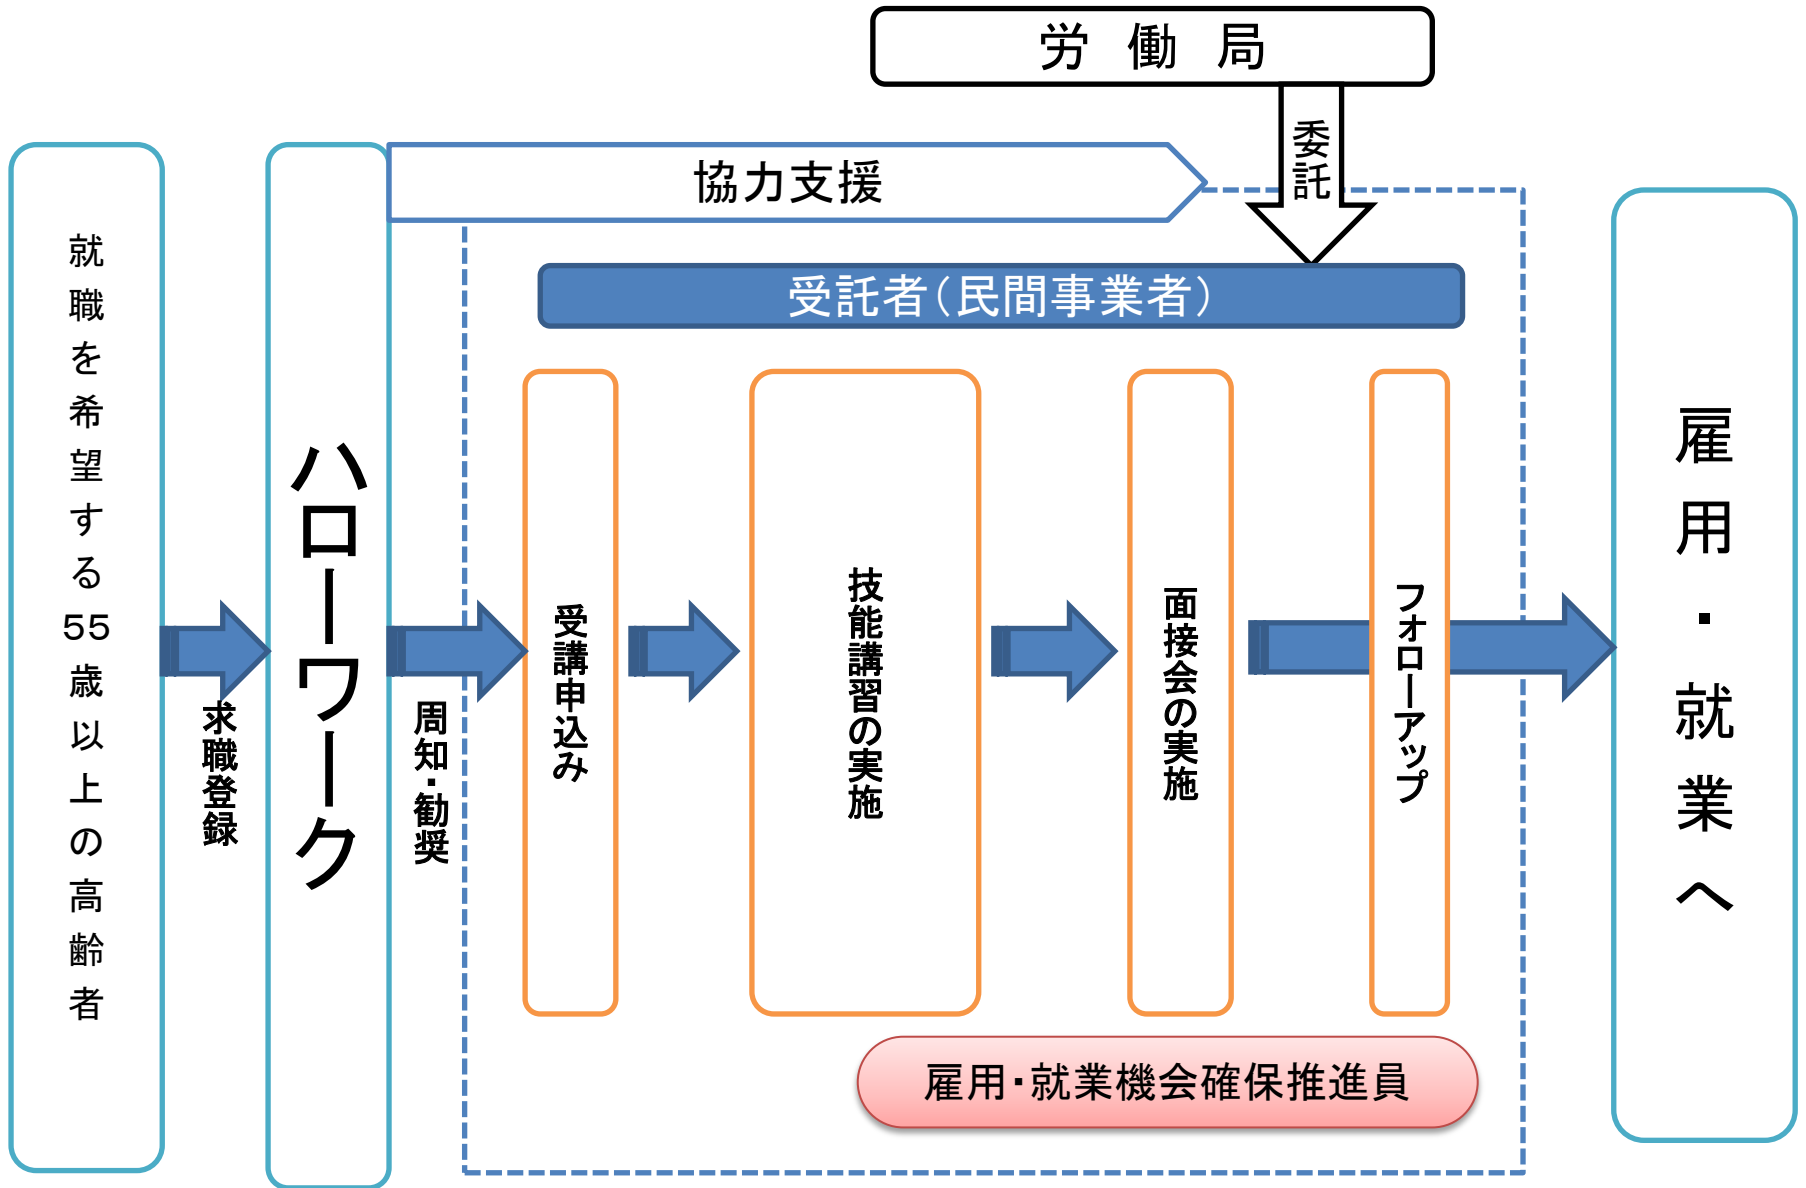 労　働　局
委託
協力支援
受託者（民間事業者）
就職を希望する55歳以上の高齢者
求職登録
ハローワーク
周知・勧奨
受講申込み
技能講習の実施
面接会の実施
フォローアップ
雇用・就業へ
雇用・就業機会確保推進員